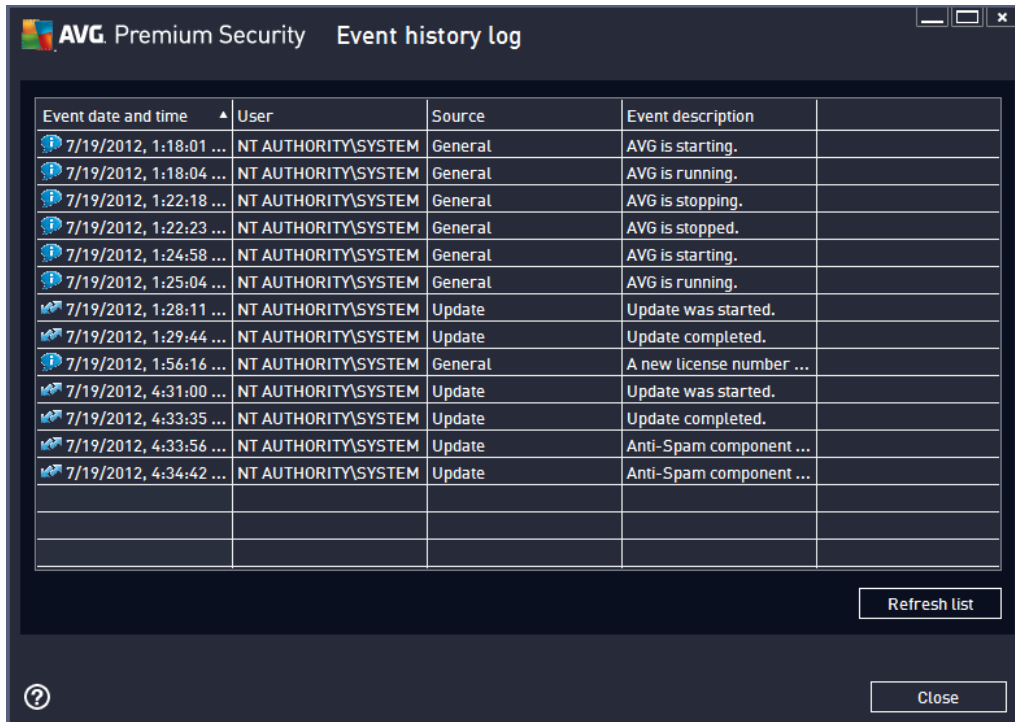 AVG. Premium Security Event history log
Event date and time User Source Event description
7/19/2012, 1:18:01 ... NT AUTHORITY\SYSTEM General AVG is starting.
7/19/2012, 1:18:04 ... NT AUTHORITY\SYSTEM General AVG is running.
7/19/2012, 1:22:18 ... NT AUTHORITY\SYSTEM General AVG is stopping.
7/19/2012, 1:22:23 ... NT AUTHORITY\SYSTEM General AVG is stopped.
7/19/2012, 1:24:58 ... NT AUTHORITY\SYSTEM General AVG is starting.
7/19/2012, 1:25:04 ... NT AUTHORITY\SYSTEM General AVG is running.
7/19/2012, 1:28:11 ... NT AUTHORITY\SYSTEM Update Update was started.
7/19/2012, 1:29:44 ... NT AUTHORITY\SYSTEM Update Update completed.
7/19/2012, 1:56:16 ... NT AUTHORITY\SYSTEM General A new license number ...
7/19/2012, 4:31:00 ... NT AUTHORITY\SYSTEM Update Update was started.
7/19/2012, 4:33:35 ... NT AUTHORITY\SYSTEM Update Update completed.
7/19/2012, 4:33:56 ... NT AUTHORITY\SYSTEM Update Anti-Spam component ...
7/19/2012, 4:34:42 ... NT AUTHORITY\SYSTEM Update Anti-Spam component ...
Refresh list
Close